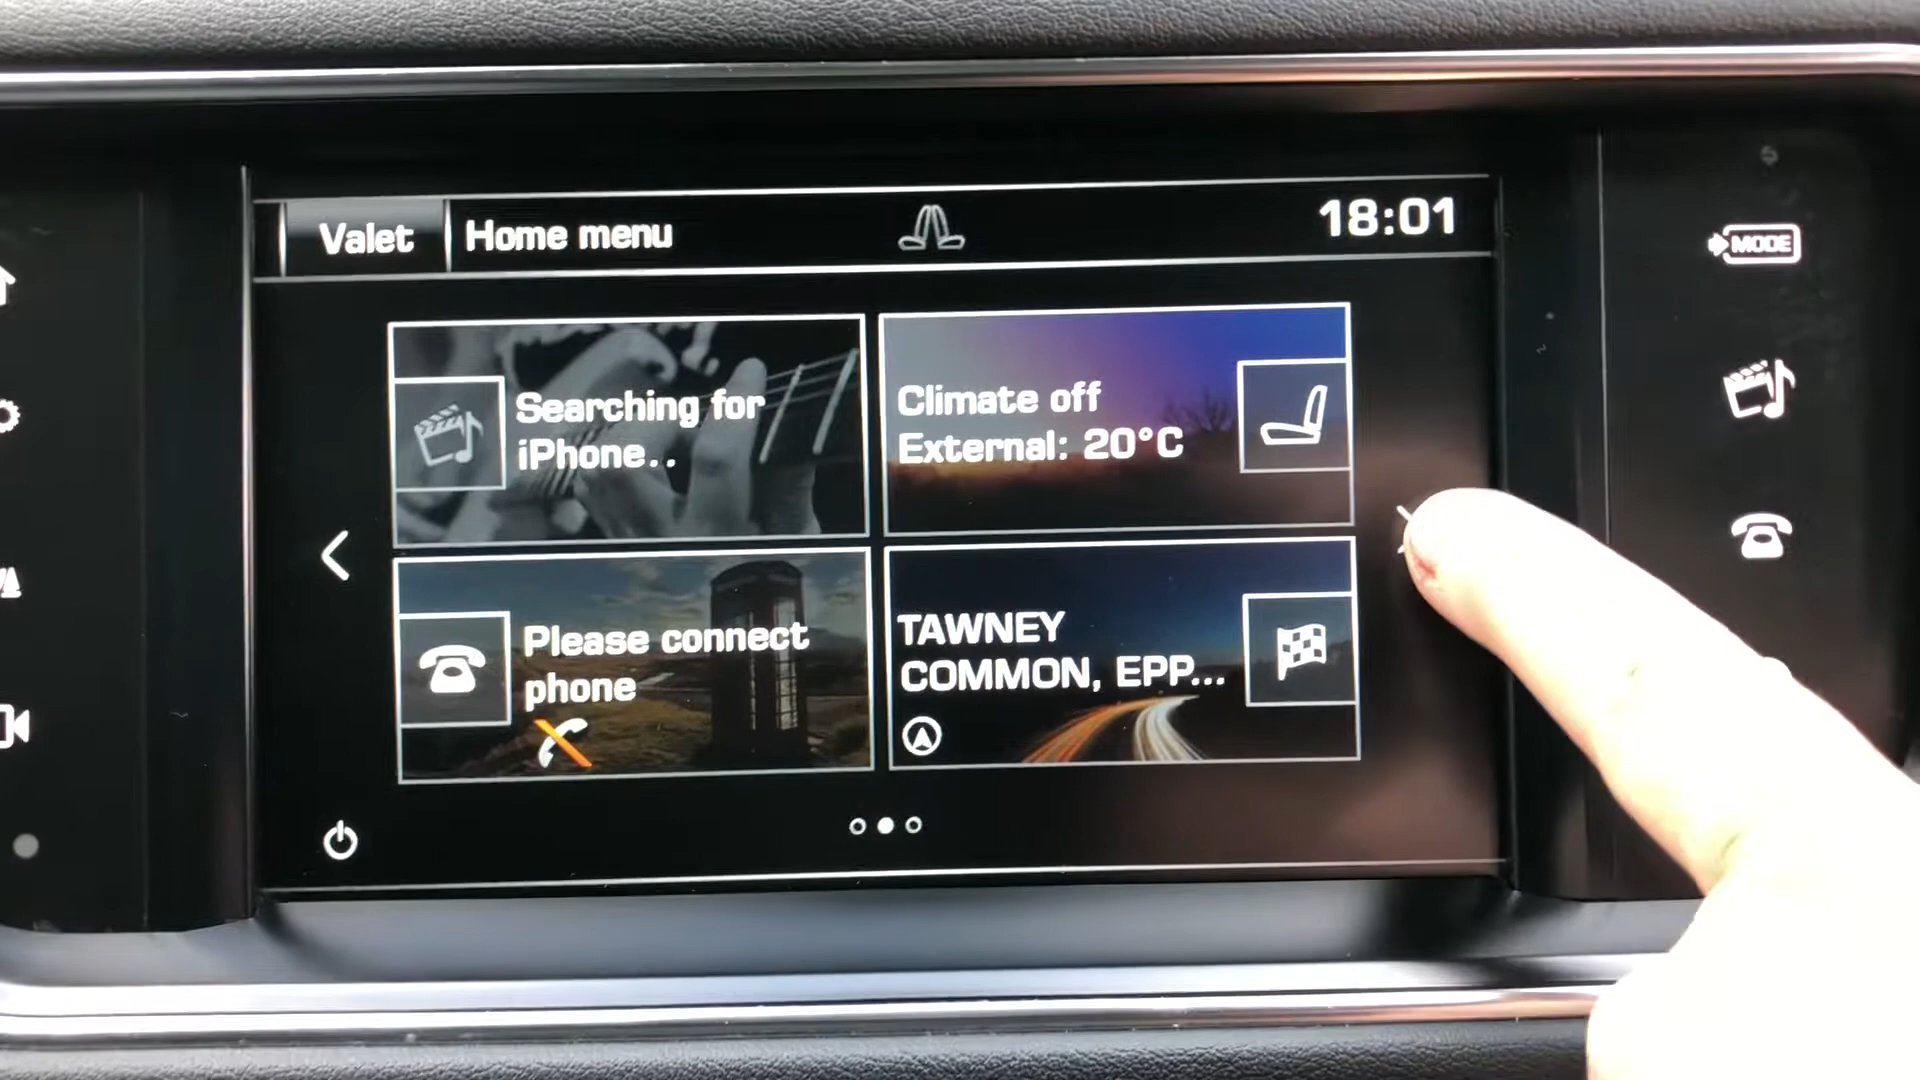 Valet
Home menu
18:01
MODE
Searching for
iPhone..
Climate off
External: 20°C
Please connect
phone
TAWNEY
COMMON, EPP...